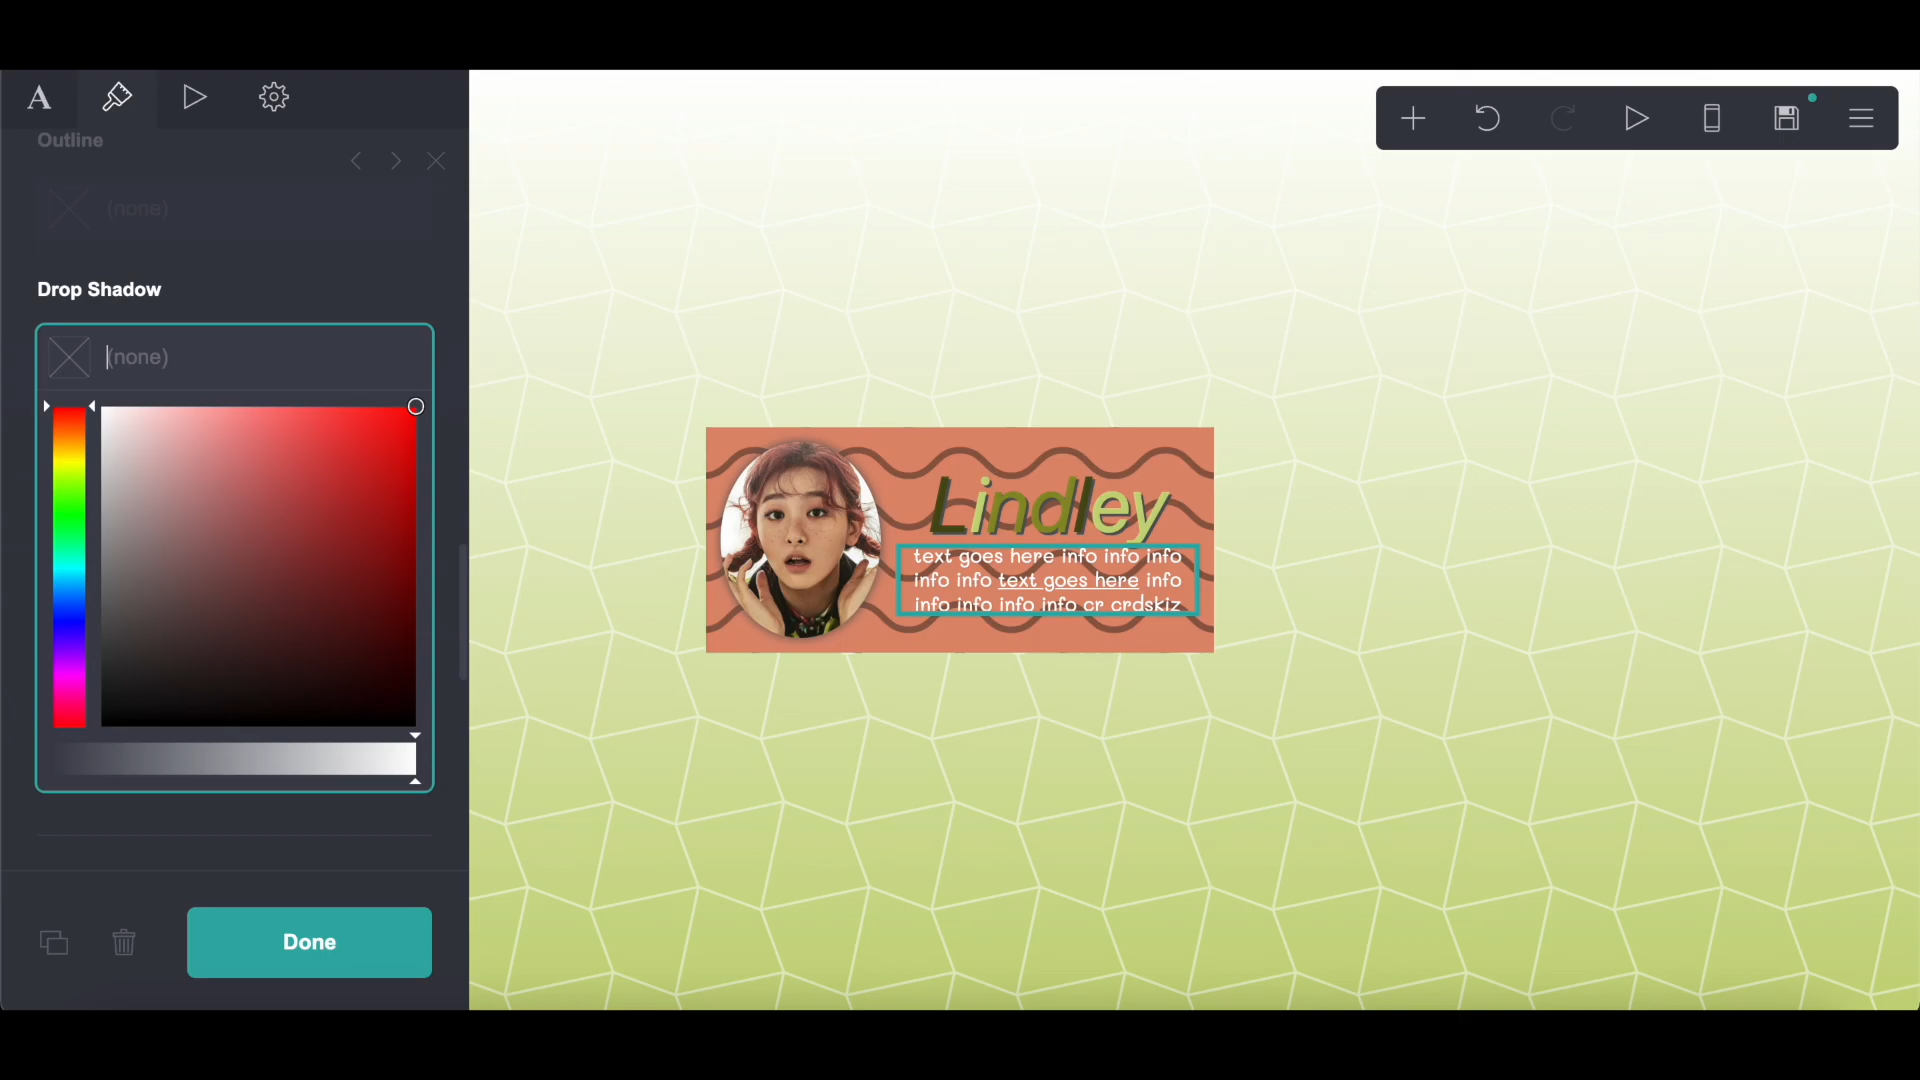 A
Outline
(none)
Drop Shadow
(none)
Done
Lindley
text goes here info info info
info info text goes here info
info info info info cr crdskiz